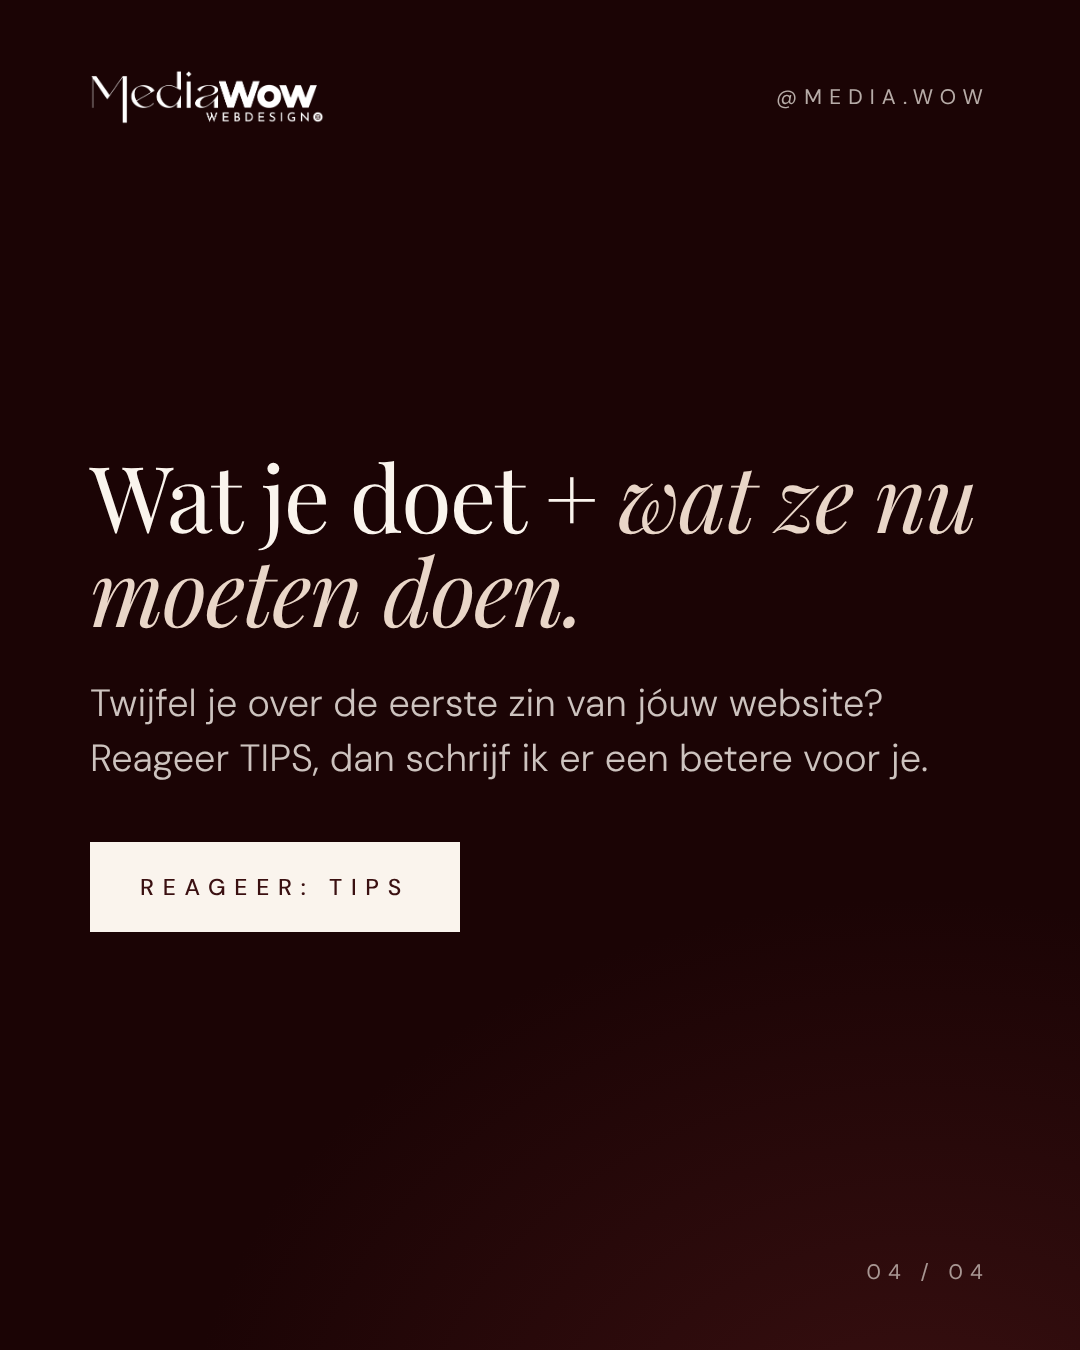 MediaWow
WEBDESIGN
@MEDIA.WOW
Wat je doet + wat ze nu
moeten doen.
Twijfel je over de eerste zin van jóuw website?
Reageer TIPS, dan schrijf ik er een betere voor je.
REAGEER: TIPS
04 / 04